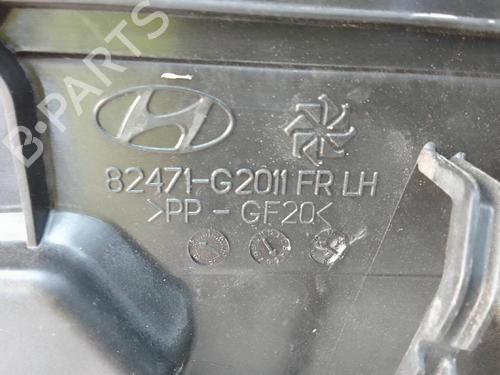 B-PARTS
82471-G2011 FR LH
>PP - GF20<